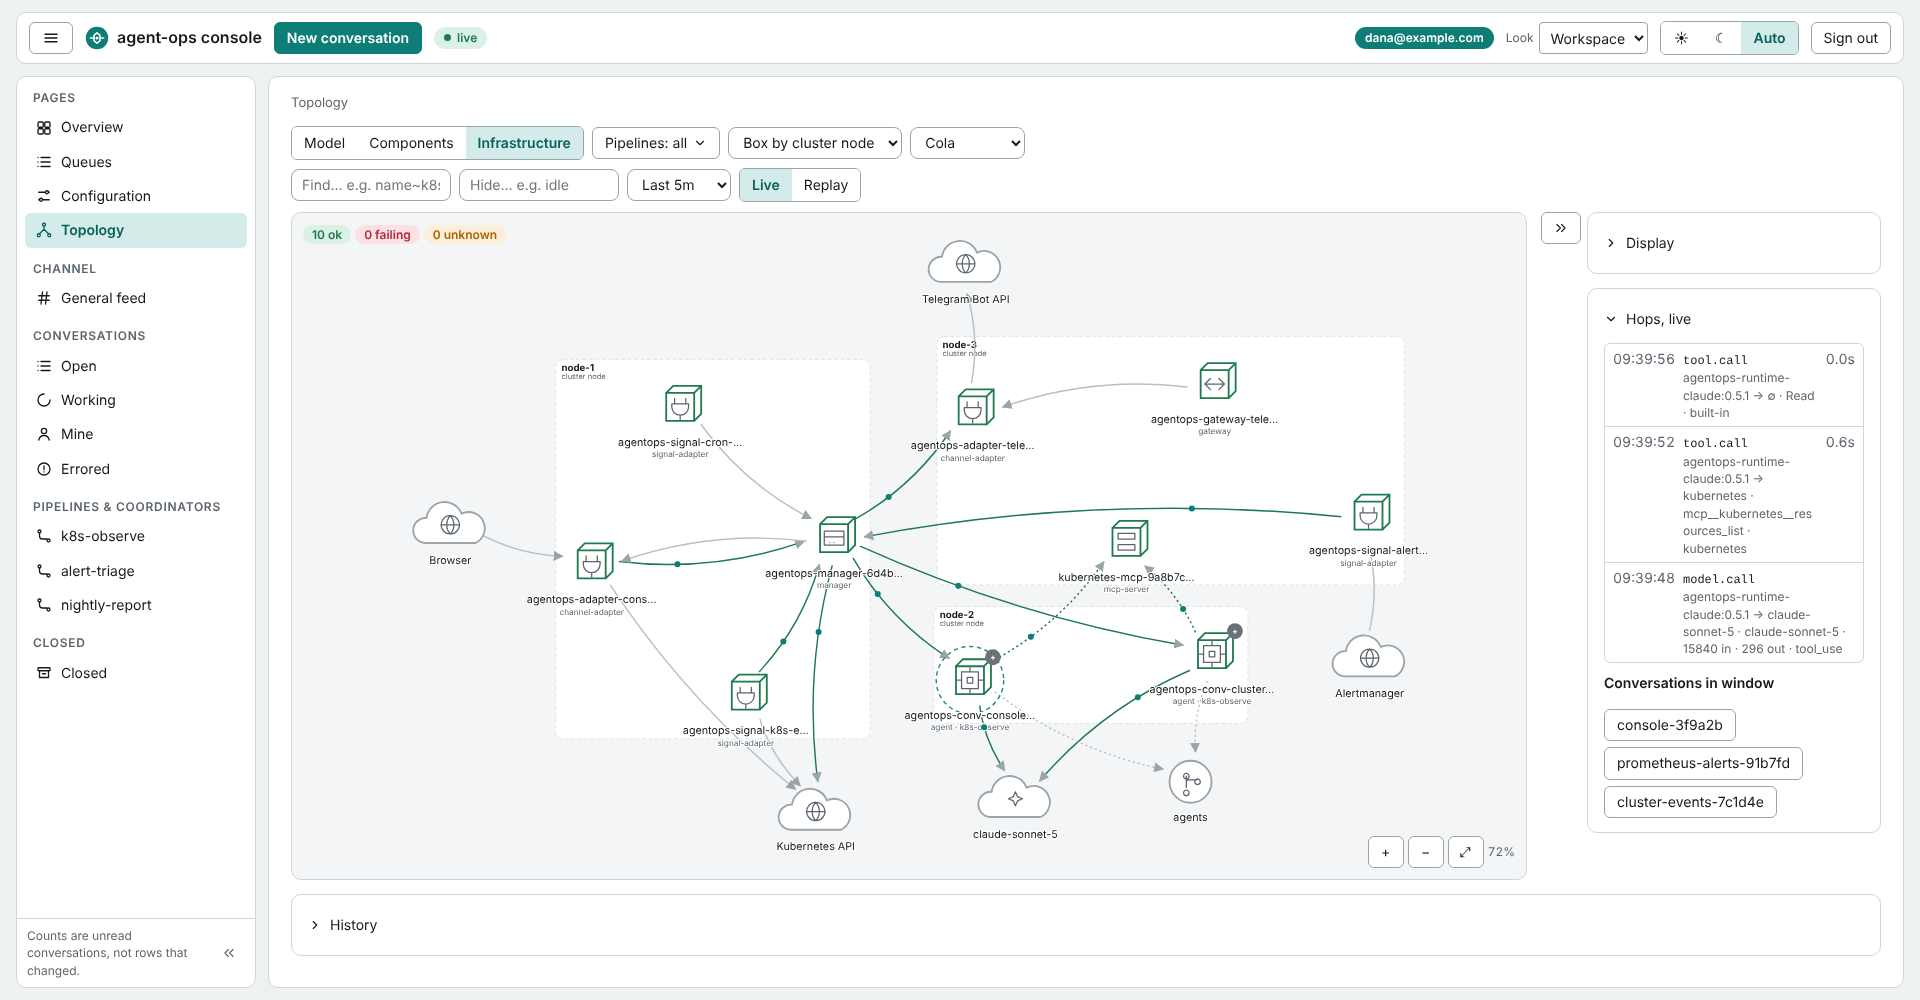 agent-ops console
New conversation
live
dana@example.com
Look
Workspace
Auto
Sign out
PAGES
Overview
Queues
Configuration
Topology
CHANNEL
General feed
CONVERSATIONS
Open
Working
Mine
Errored
PIPELINES & COORDINATORS
k8s-observe
alert-triage
nightly-report
CLOSED
Closed
Counts are unread
conversations, not rows that
changed.
Topology
Model
Components
Infrastructure
Pipelines: all
Box by cluster node
Cola
Find... e.g. name~k8s
Hide... e.g. idle
Last 5m
Live
Replay
10 ok
0 failing
0 unknown
Telegram Bot API
node-1
cluster node
node-3
cluster node
agentops-signal-cron-...
signal-adapter
agentops-adapter-tele...
channel-adapter
agentops-gateway-tele...
gateway
Browser
agentops-adapter-cons...
channel-adapter
agentops-manager-6d4b...
manager
kubernetes-mcp-9a8b7c...
mcp-server
agentops-signal-alert...
signal-adapter
node-2
cluster node
agentops-conv-console...
agent · k8s-observe
agentops-conv-cluster...
agent · k8s-observe
Alertmanager
agentops-signal-k8s-e...
signal-adapter
Kubernetes API
claude-sonnet-5
agents
+
−
72%
Display
Hops, live
09:39:56 tool.call 0.0s
agentops-runtime-
claude:0.5.1 → ∅ · Read
· built-in
09:39:52 tool.call 0.6s
agentops-runtime-
claude:0.5.1 →
kubernetes ·
mcp__kubernetes__res
ources_list ·
kubernetes
09:39:48 model.call
agentops-runtime-
claude:0.5.1 → claude-
sonnet-5 · claude-sonnet-5 ·
15840 in · 296 out · tool_use
Conversations in window
console-3f9a2b
prometheus-alerts-91b7fd
cluster-events-7c1d4e
History